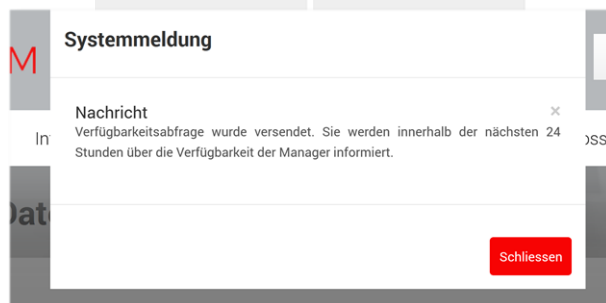 Systemmeldung
M
Nachricht
×
Verfügbarkeitsabfrage wurde versendet. Sie werden innerhalb der nächsten 24
Stunden über die Verfügbarkeit der Manager informiert.
Schliessen